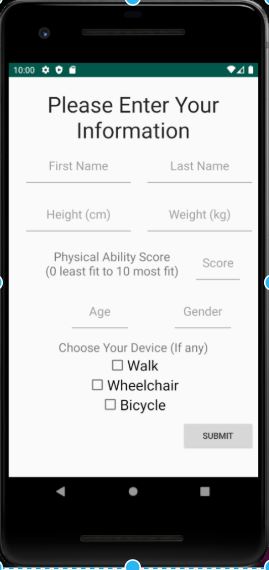 10:00
Please Enter Your
Information
First Name Last Name
Height (cm) Weight (kg)
Physical Ability Score
(0 least fit to 10 most fit) Score
Age Gender
Choose Your Device (If any)
Walk
Wheelchair
Bicycle
SUBMIT